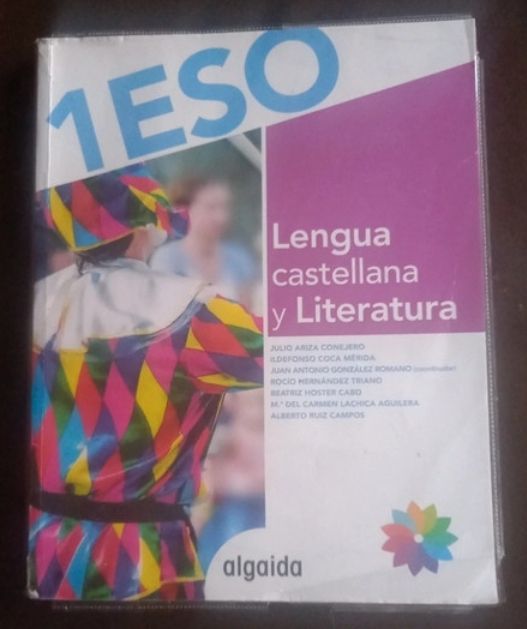 1ESO
Lengua
castellana
y Literatura
JULIO ARIZA CONEJERO
ILDEFONSO COCA MÉRIDA
JUAN ANTONIO GONZÁLEZ ROMANO (coordinador)
ROCÍO HERNÁNDEZ TRIANO
BEATRIZ HOSTER CABO
M.ª DEL CARMEN LACHICA AGUILERA
ALBERTO RUIZ CAMPOS
algaida